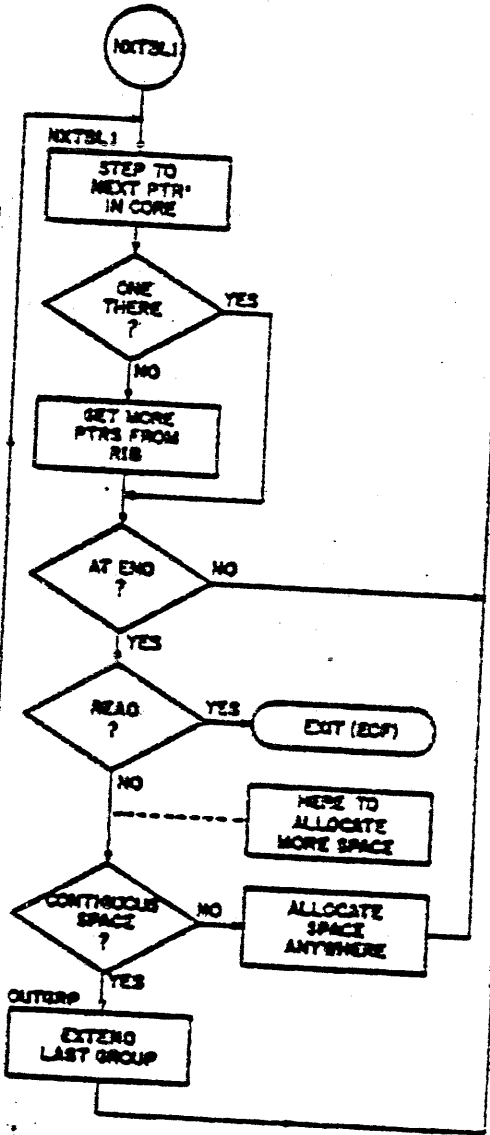 NXTBL1
NXTBL1
STEP TO
NEXT PTR'
IN CORE
ONE
THERE
?
YES
NO
GET MORE
PTRS FROM
RIB
AT END
?
NO
YES
READ
?
YES
EXIT (EOF)
NO
HERE TO
ALLOCATE
MORE SPACE
CONTIGUOUS
SPACE
?
NO
ALLOCATE
SPACE
ANYWHERE
YES
OUTGRP
EXTEND
LAST GROUP